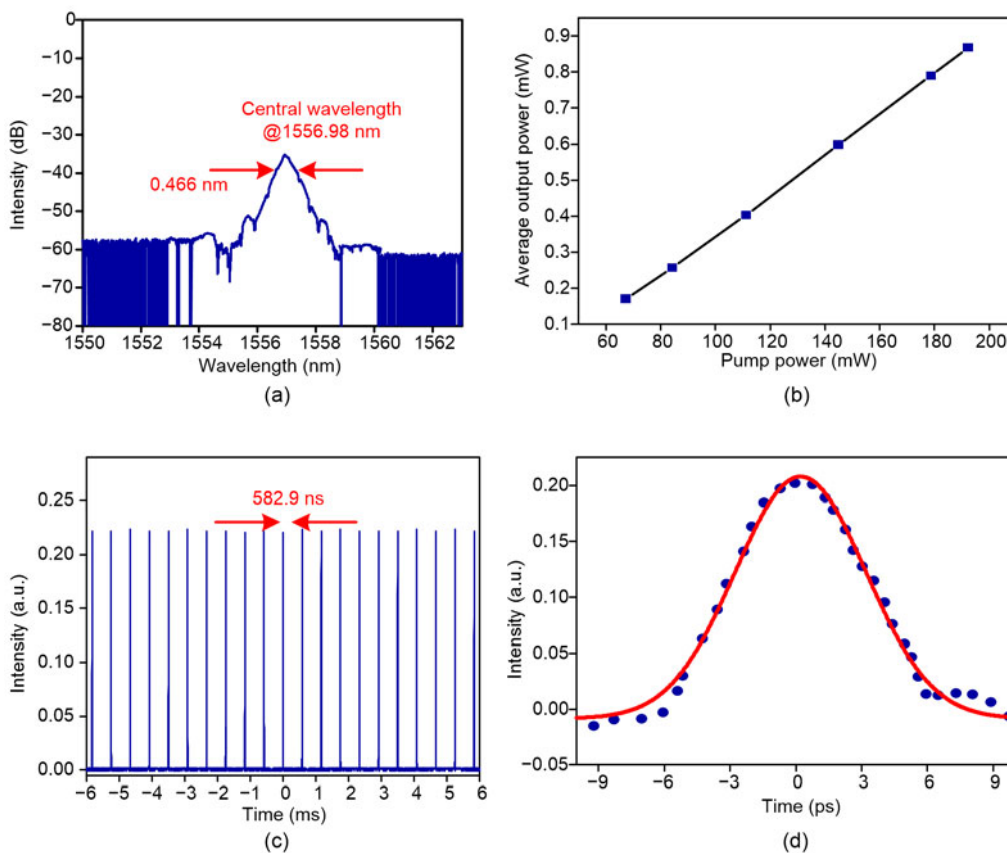 0
−10
−20
−30
−40
−50
−60
−70
−80
Intensity (dB)
Central wavelength
@1556.98 nm
0.466 nm
1550 1552 1554 1556 1558 1560 1562
Wavelength (nm)
(a)
0.9
0.8
0.7
0.6
0.5
0.4
0.3
0.2
0.1
Average output power (mW)
60 80 100 120 140 160 180 200
Pump power (mW)
(b)
0.25
0.20
0.15
0.10
0.05
0.00
Intensity (a.u.)
582.9 ns
−6 −5 −4 −3 −2 −1 0 1 2 3 4 5 6
Time (ms)
(c)
0.20
0.15
0.10
0.05
0.00
−0.05
Intensity (a.u.)
−9 −6 −3 0 3 6 9
Time (ps)
(d)